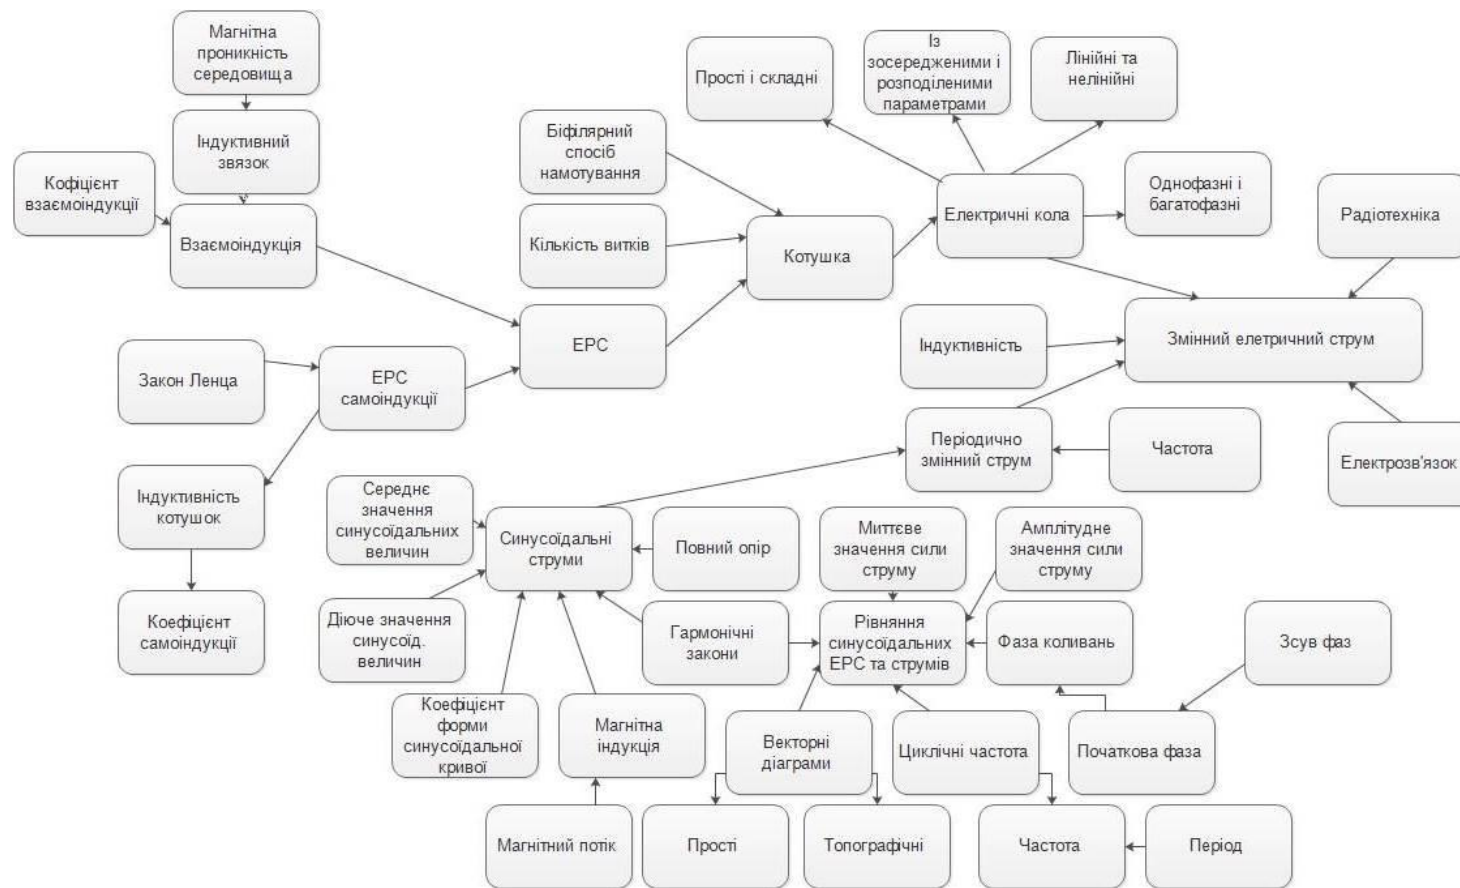 Магнітна
проникність
середовища
Індуктивний
звязок
Кофіцієнт
взаємоіндукції
Взаємоіндукція
Біфілярний
спосіб
намотування
Кількість витків
ЕРС
Закон Ленца
ЕРС
самоіндукції
Індуктивність
котушок
Коефіцієнт
самоіндукції
Прості і складні
Із
зосередженими і
розподіленими
параметрами
Лінійні та
нелінійні
Електричні кола
Однофазні і
багатофазні
Радіотехніка
Котушка
Індуктивність
Змінний елетричний струм
Періодично
змінний струм
Частота
Електрозв'язок
Середнє
значення
синусоїдальних
величин
Синусоїдальні
струми
Повний опір
Миттєве
значення сили
струму
Амплітудне
значення сили
струму
Діюче значення
синусоїд.
величин
Гармонічні
закони
Рівняння
синусоїдальних
ЕРС та струмів
Фаза коливань
Зсув фаз
Коефіцієнт
форми
синусоїдальної
кривої
Магнітна
індукція
Векторні
діаграми
Циклічні частота
Початкова фаза
Магнітний потік
Прості
Топографічні
Частота
Період